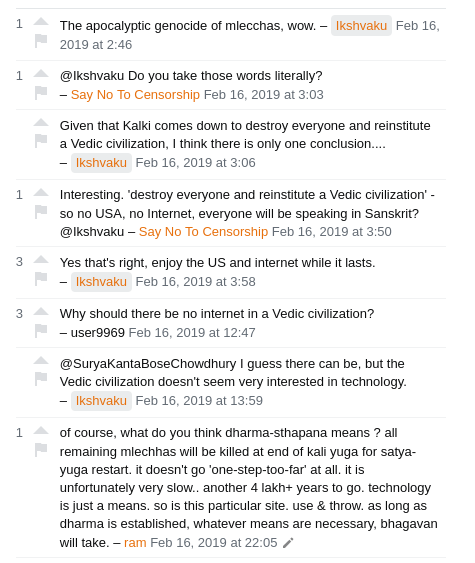 1 The apocalyptic genocide of mlecchas, wow. – Ikshvaku Feb 16,
2019 at 2:46
1 @Ikshvaku Do you take those words literally?
– Say No To Censorship Feb 16, 2019 at 3:03
Given that Kalki comes down to destroy everyone and reinstitute
a Vedic civilization, I think there is only one conclusion....
– Ikshvaku Feb 16, 2019 at 3:06
1 Interesting. 'destroy everyone and reinstitute a Vedic civilization' -
so no USA, no Internet, everyone will be speaking in Sanskrit?
@Ikshvaku – Say No To Censorship Feb 16, 2019 at 3:50
3 Yes that's right, enjoy the US and internet while it lasts.
– Ikshvaku Feb 16, 2019 at 3:58
3 Why should there be no internet in a Vedic civilization?
– user9969 Feb 16, 2019 at 12:47
@SuryaKantaBoseChowdhury I guess there can be, but the
Vedic civilization doesn't seem very interested in technology.
– Ikshvaku Feb 16, 2019 at 13:59
1 of course, what do you think dharma-sthapana means ? all
remaining mlechhas will be killed at end of kali yuga for satya-
yuga restart. it doesn't go 'one-step-too-far' at all. it is
unfortunately very slow.. another 4 lakh+ years to go. technology
is just a means. so is this particular site. use & throw. as long as
dharma is established, whatever means are necessary, bhagavan
will take. – ram Feb 16, 2019 at 22:05